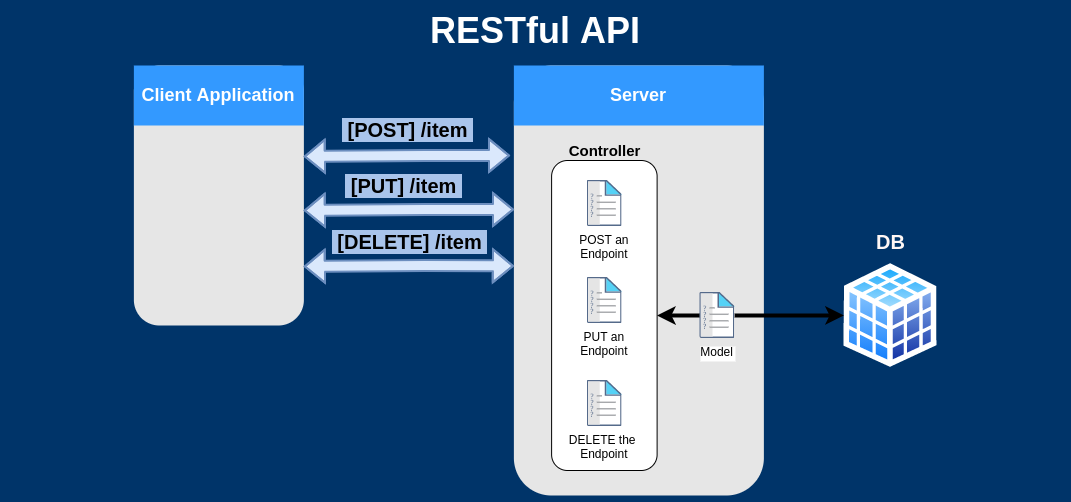 RESTful API
Client Application
Server
[POST] /item
[PUT] /item
[DELETE] /item
Controller
POST an
Endpoint
PUT an
Endpoint
DELETE the
Endpoint
Model
DB